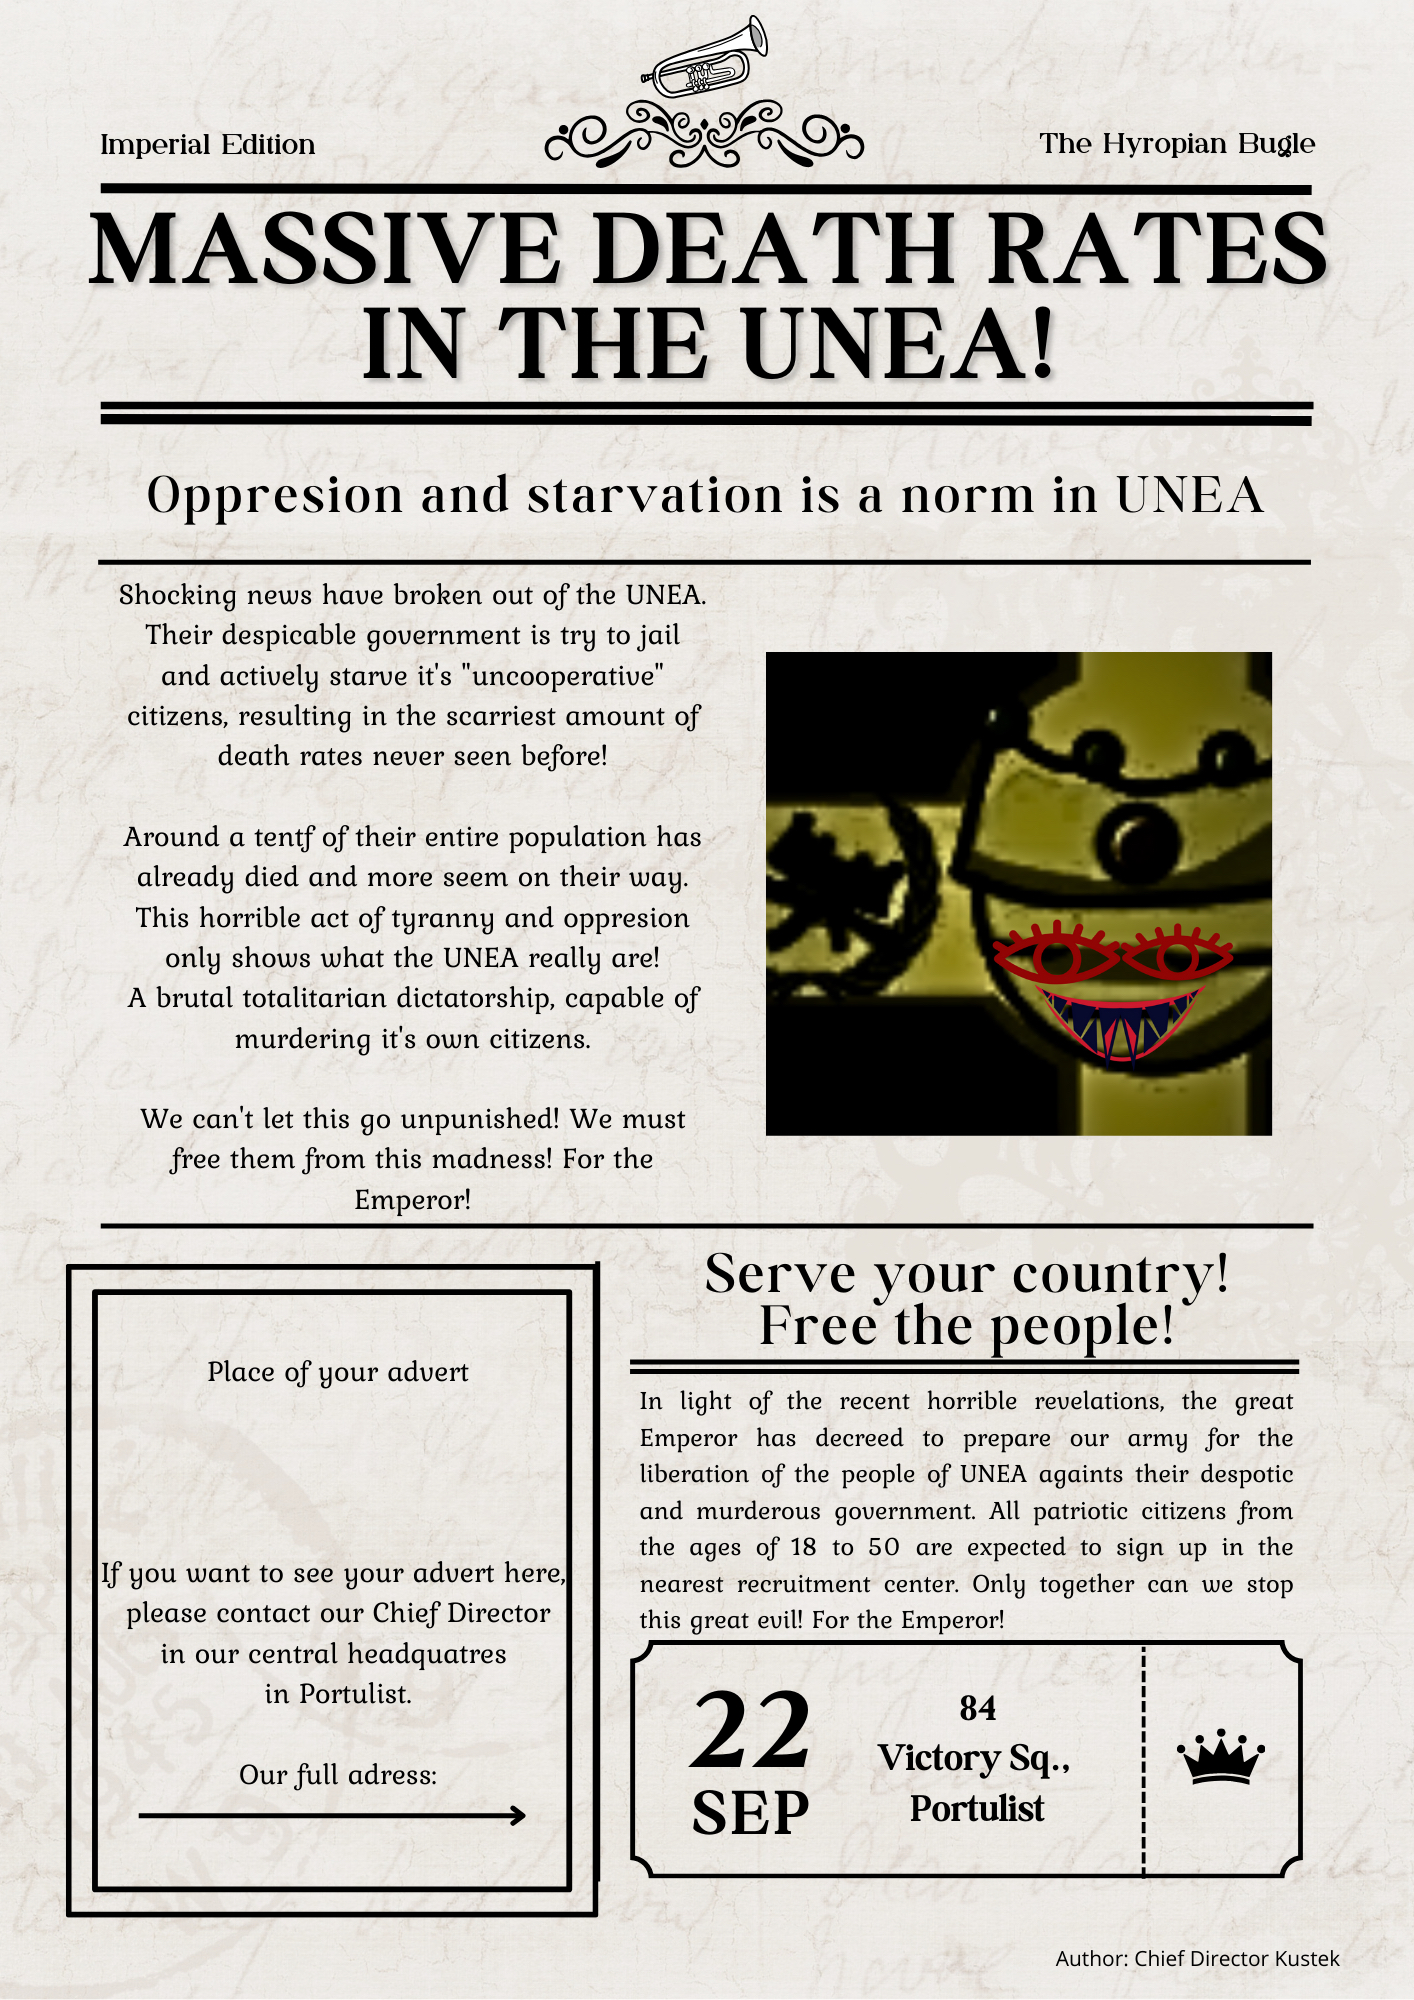 Imperial Edition
The Hyropian Bugle
MASSIVE DEATH RATES
IN THE UNEA!
Oppresion and starvation is a norm in UNEA
Shocking news have broken out of the UNEA.
Their despicable government is try to jail
and actively starve it's "uncooperative"
citizens, resulting in the scarriest amount of
death rates never seen before!
Around a tentf of their entire population has
already died and more seem on their way.
This horrible act of tyranny and oppresion
only shows what the UNEA really are!
A brutal totalitarian dictatorship, capable of
murdering it's own citizens.
We can't let this go unpunished! We must
free them from this madness! For the
Emperor!
Place of your advert
If you want to see your advert here,
please contact our Chief Director
in our central headquatres
in Portulist.
Our full adress:
Serve your country!
Free the people!
In light of the recent horrible revelations, the great
Emperor has decreed to prepare our army for the
liberation of the people of UNEA againts their despotic
and murderous government. All patriotic citizens from
the ages of 18 to 50 are expected to sign up in the
nearest recruitment center. Only together can we stop
this great evil! For the Emperor!
22
SEP
84
Victory Sq.,
Portulist
Author: Chief Director Kustek